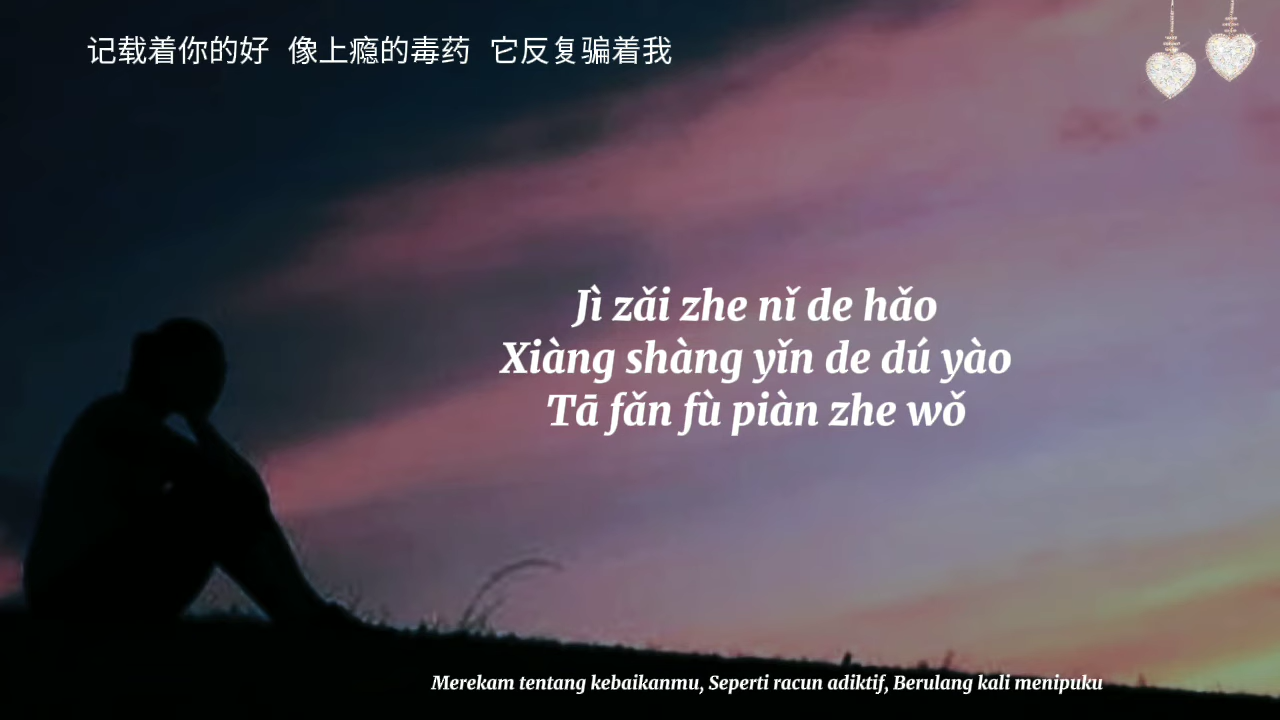 记载着你的好 像上瘾的毒药 它反复骗着我
Jì zǎi zhe nǐ de hǎo
Xiàng shàng yǐn de dú yào
Tā fǎn fù piàn zhe wǒ
Merekam tentang kebaikanmu, Seperti racun adiktif, Berulang kali menipuku